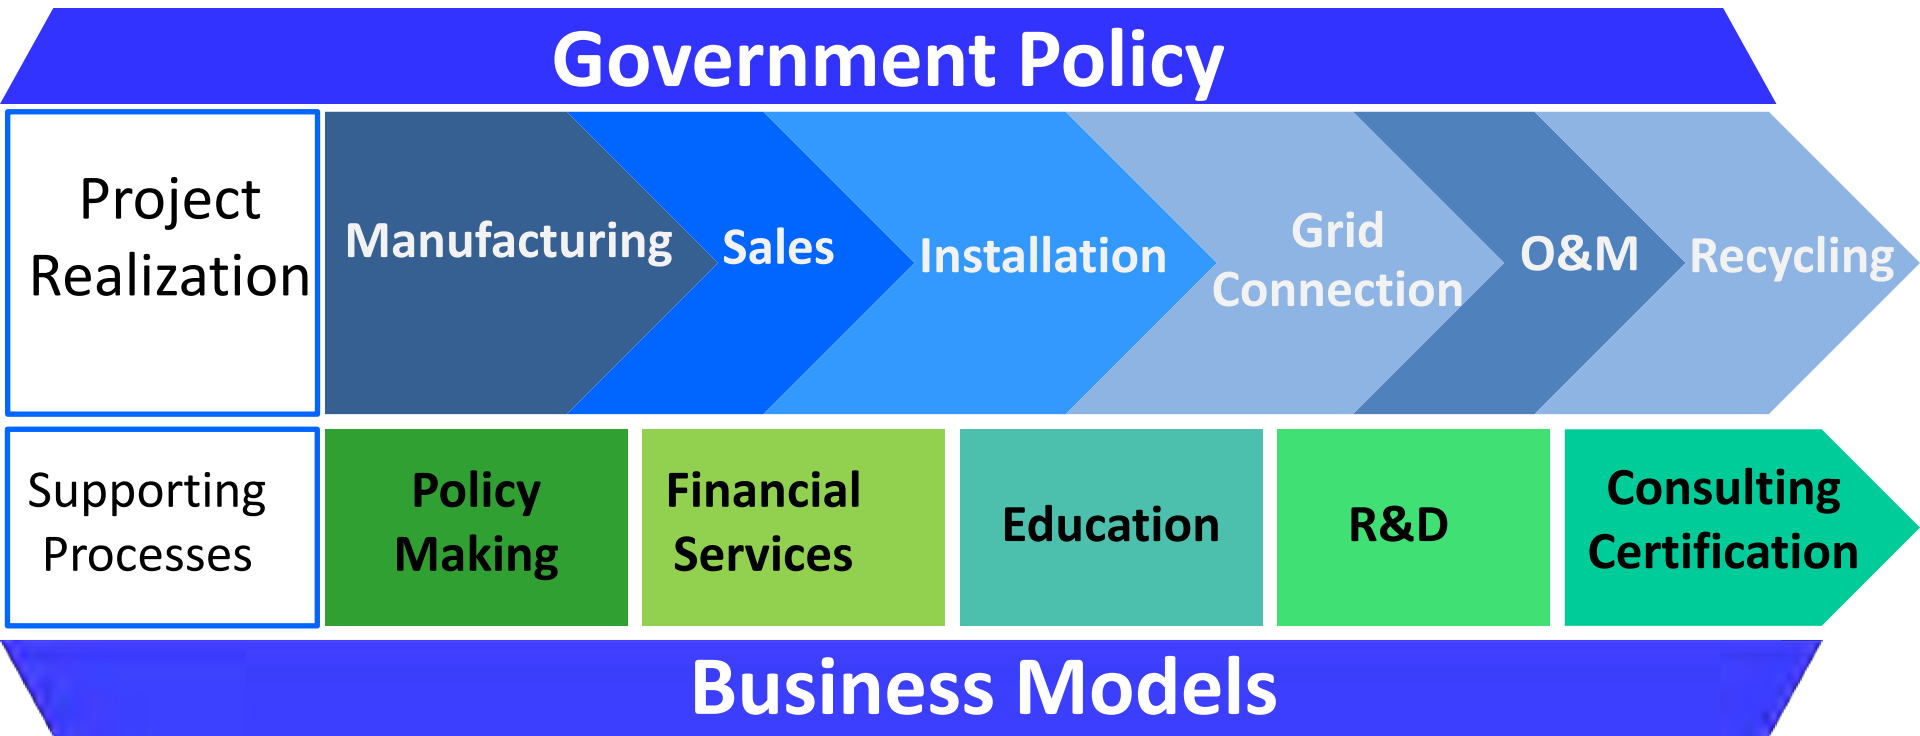 Government Policy
Project
Realization
Manufacturing
Sales
Installation
Grid
Connection
O&M
Recycling
Supporting
Processes
Policy
Making
Financial
Services
Education
R&D
Consulting
Certification
Business Models